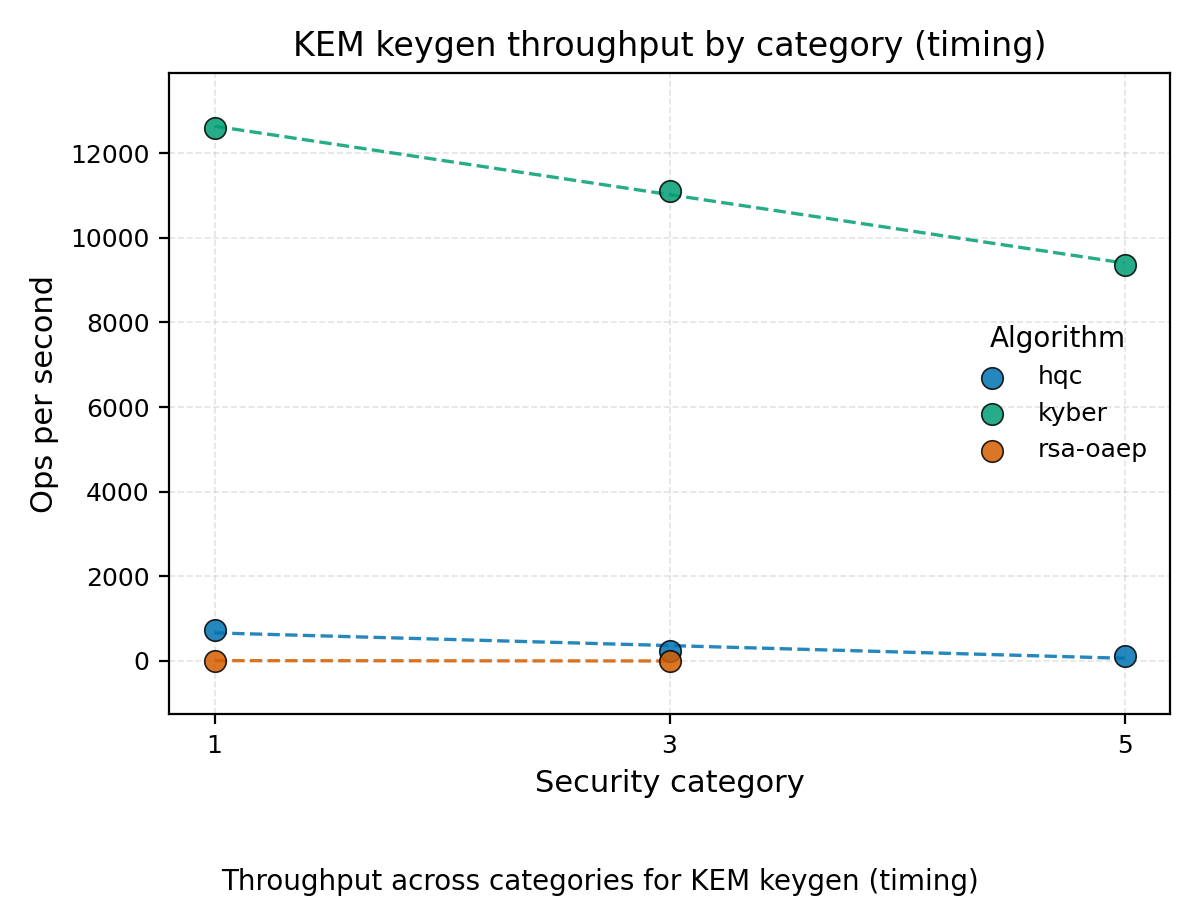 KEM keygen throughput by category (timing)
Ops per second
12000
10000
8000
6000
4000
2000
0
Algorithm
hqc
kyber
rsa-oaep
1
3
5
Security category
Throughput across categories for KEM keygen (timing)